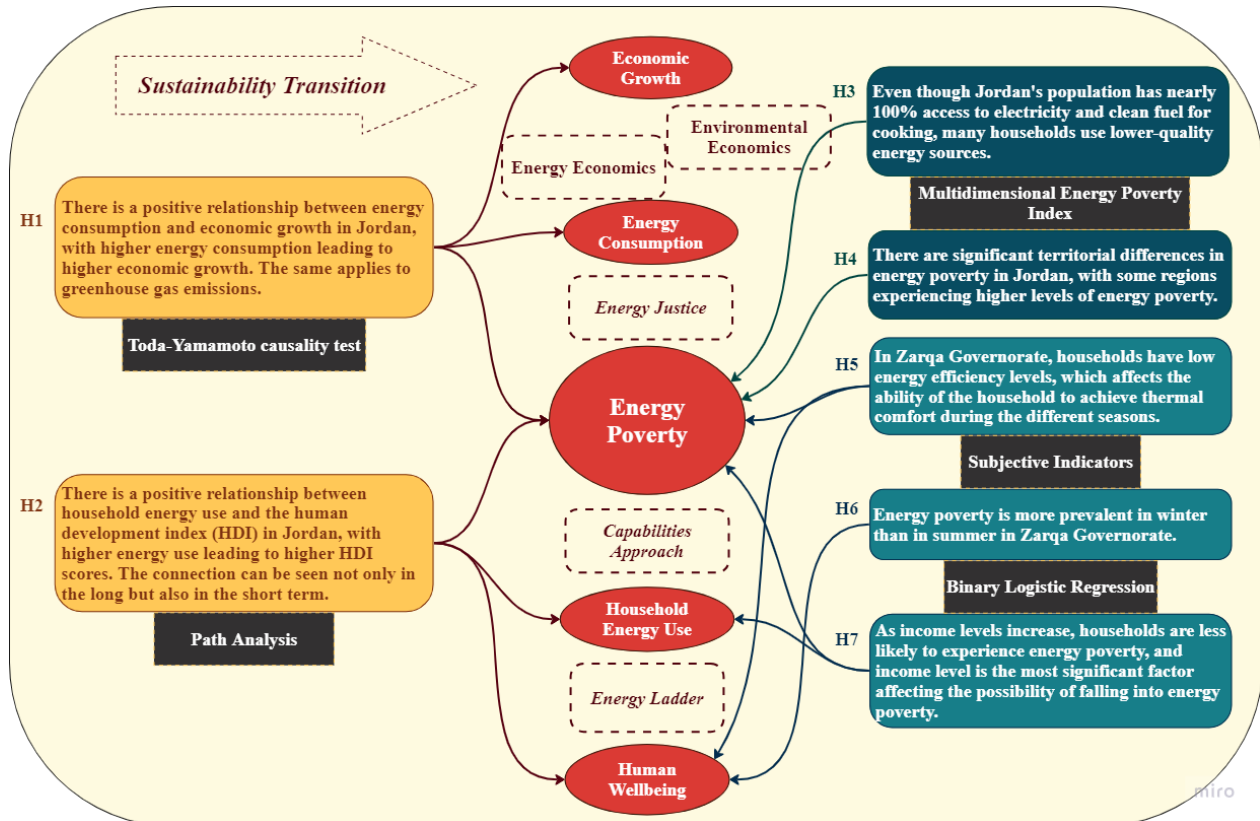 Sustainability Transition
H1
There is a positive relationship between energy
consumption and economic growth in Jordan,
with higher energy consumption leading to
higher economic growth. The same applies to
greenhouse gas emissions.
Toda-Yamamoto causality test
H2
There is a positive relationship between
household energy use and the human
development index (HDI) in Jordan, with
higher energy use leading to higher HDI
scores. The connection can be seen not only in
the long but also in the short term.
Path Analysis
Economic
Growth
Environmental
Economics
Energy Economics
Energy
Consumption
Energy Justice
Energy
Poverty
Capabilities
Approach
Household
Energy Use
Energy Ladder
Human
Wellbeing
H3
Even though Jordan's population has nearly
100% access to electricity and clean fuel for
cooking, many households use lower-quality
energy sources.
Multidimensional Energy Poverty
Index
H4
There are significant territorial differences in
energy poverty in Jordan, with some regions
experiencing higher levels of energy poverty.
H5
In Zarqa Governorate, households have low
energy efficiency levels, which affects the
ability of the household to achieve thermal
comfort during the different seasons.
Subjective Indicators
H6
Energy poverty is more prevalent in winter
than in summer in Zarqa Governorate.
Binary Logistic Regression
H7
As income levels increase, households are less
likely to experience energy poverty, and
income level is the most significant factor
affecting the possibility of falling into energy
poverty.
miro